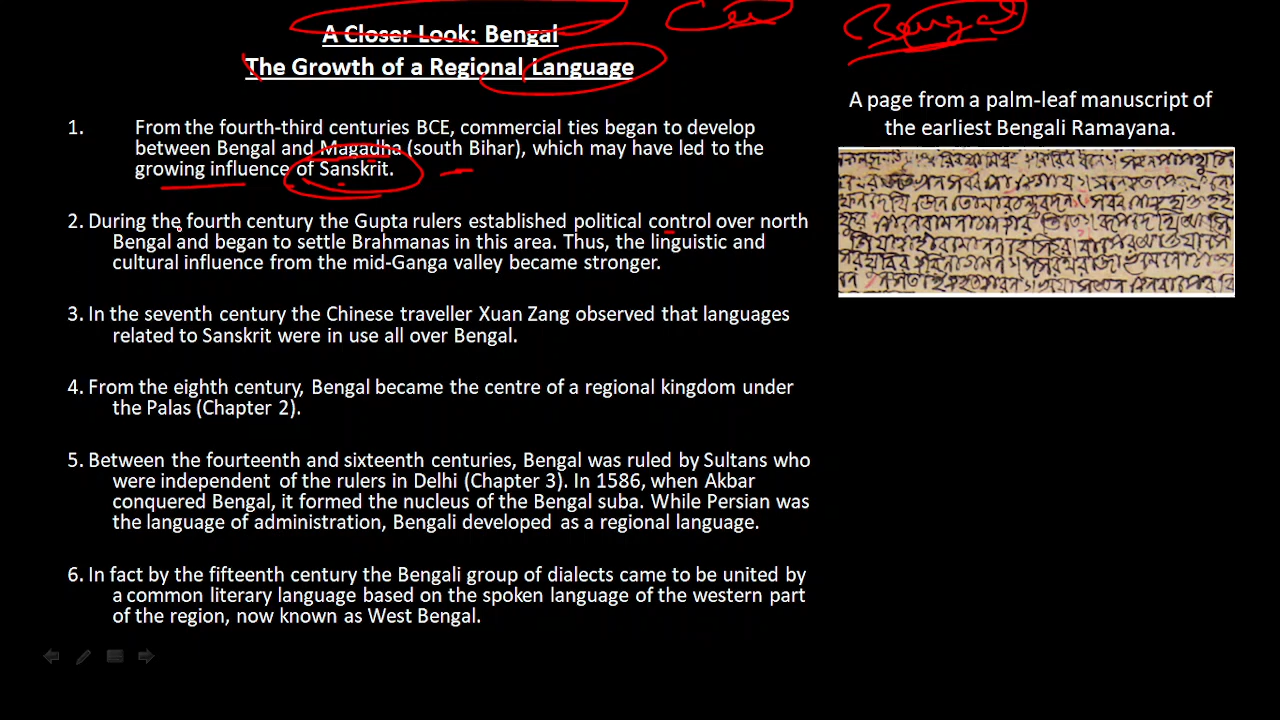 A Closer Look: Bengal
The Growth of a Regional Language
Bengal
1. From the fourth-third centuries BCE, commercial ties began to develop
between Bengal and Magadha (south Bihar), which may have led to the
growing influence of Sanskrit.
2. During the fourth century the Gupta rulers established political control over north
Bengal and began to settle Brahmanas in this area. Thus, the linguistic and
cultural influence from the mid-Ganga valley became stronger.
3. In the seventh century the Chinese traveller Xuan Zang observed that languages
related to Sanskrit were in use all over Bengal.
4. From the eighth century, Bengal became the centre of a regional kingdom under
the Palas (Chapter 2).
5. Between the fourteenth and sixteenth centuries, Bengal was ruled by Sultans who
were independent of the rulers in Delhi (Chapter 3). In 1586, when Akbar
conquered Bengal, it formed the nucleus of the Bengal suba. While Persian was
the language of administration, Bengali developed as a regional language.
6. In fact by the fifteenth century the Bengali group of dialects came to be united by
a common literary language based on the spoken language of the western part
of the region, now known as West Bengal.
A page from a palm-leaf manuscript of
the earliest Bengali Ramayana.